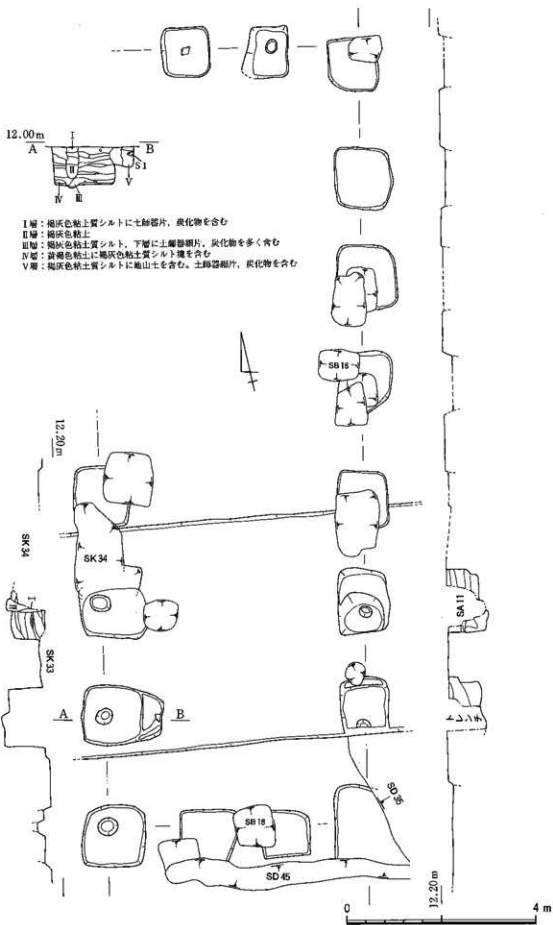 12.00m
I
A
B
S1
II
V
IV
III
I層:褐灰色粘土質シルトに土師器片，炭化物を含む
II層:褐灰色粘土
III層:褐灰色粘土質シルト，下層に土師器細片，炭化物を多く含む
IV層:黄褐色粘土に褐灰色粘土質シルト塊を含む
V層:褐灰色粘土質シルトに地山土を含む。土師器細片，炭化物を含む
SB16
12.20m
SK34
SK34
I
SK33
SA11
A
B
トレンチ
SD35
SB18
SD45
12.20m
0
4m